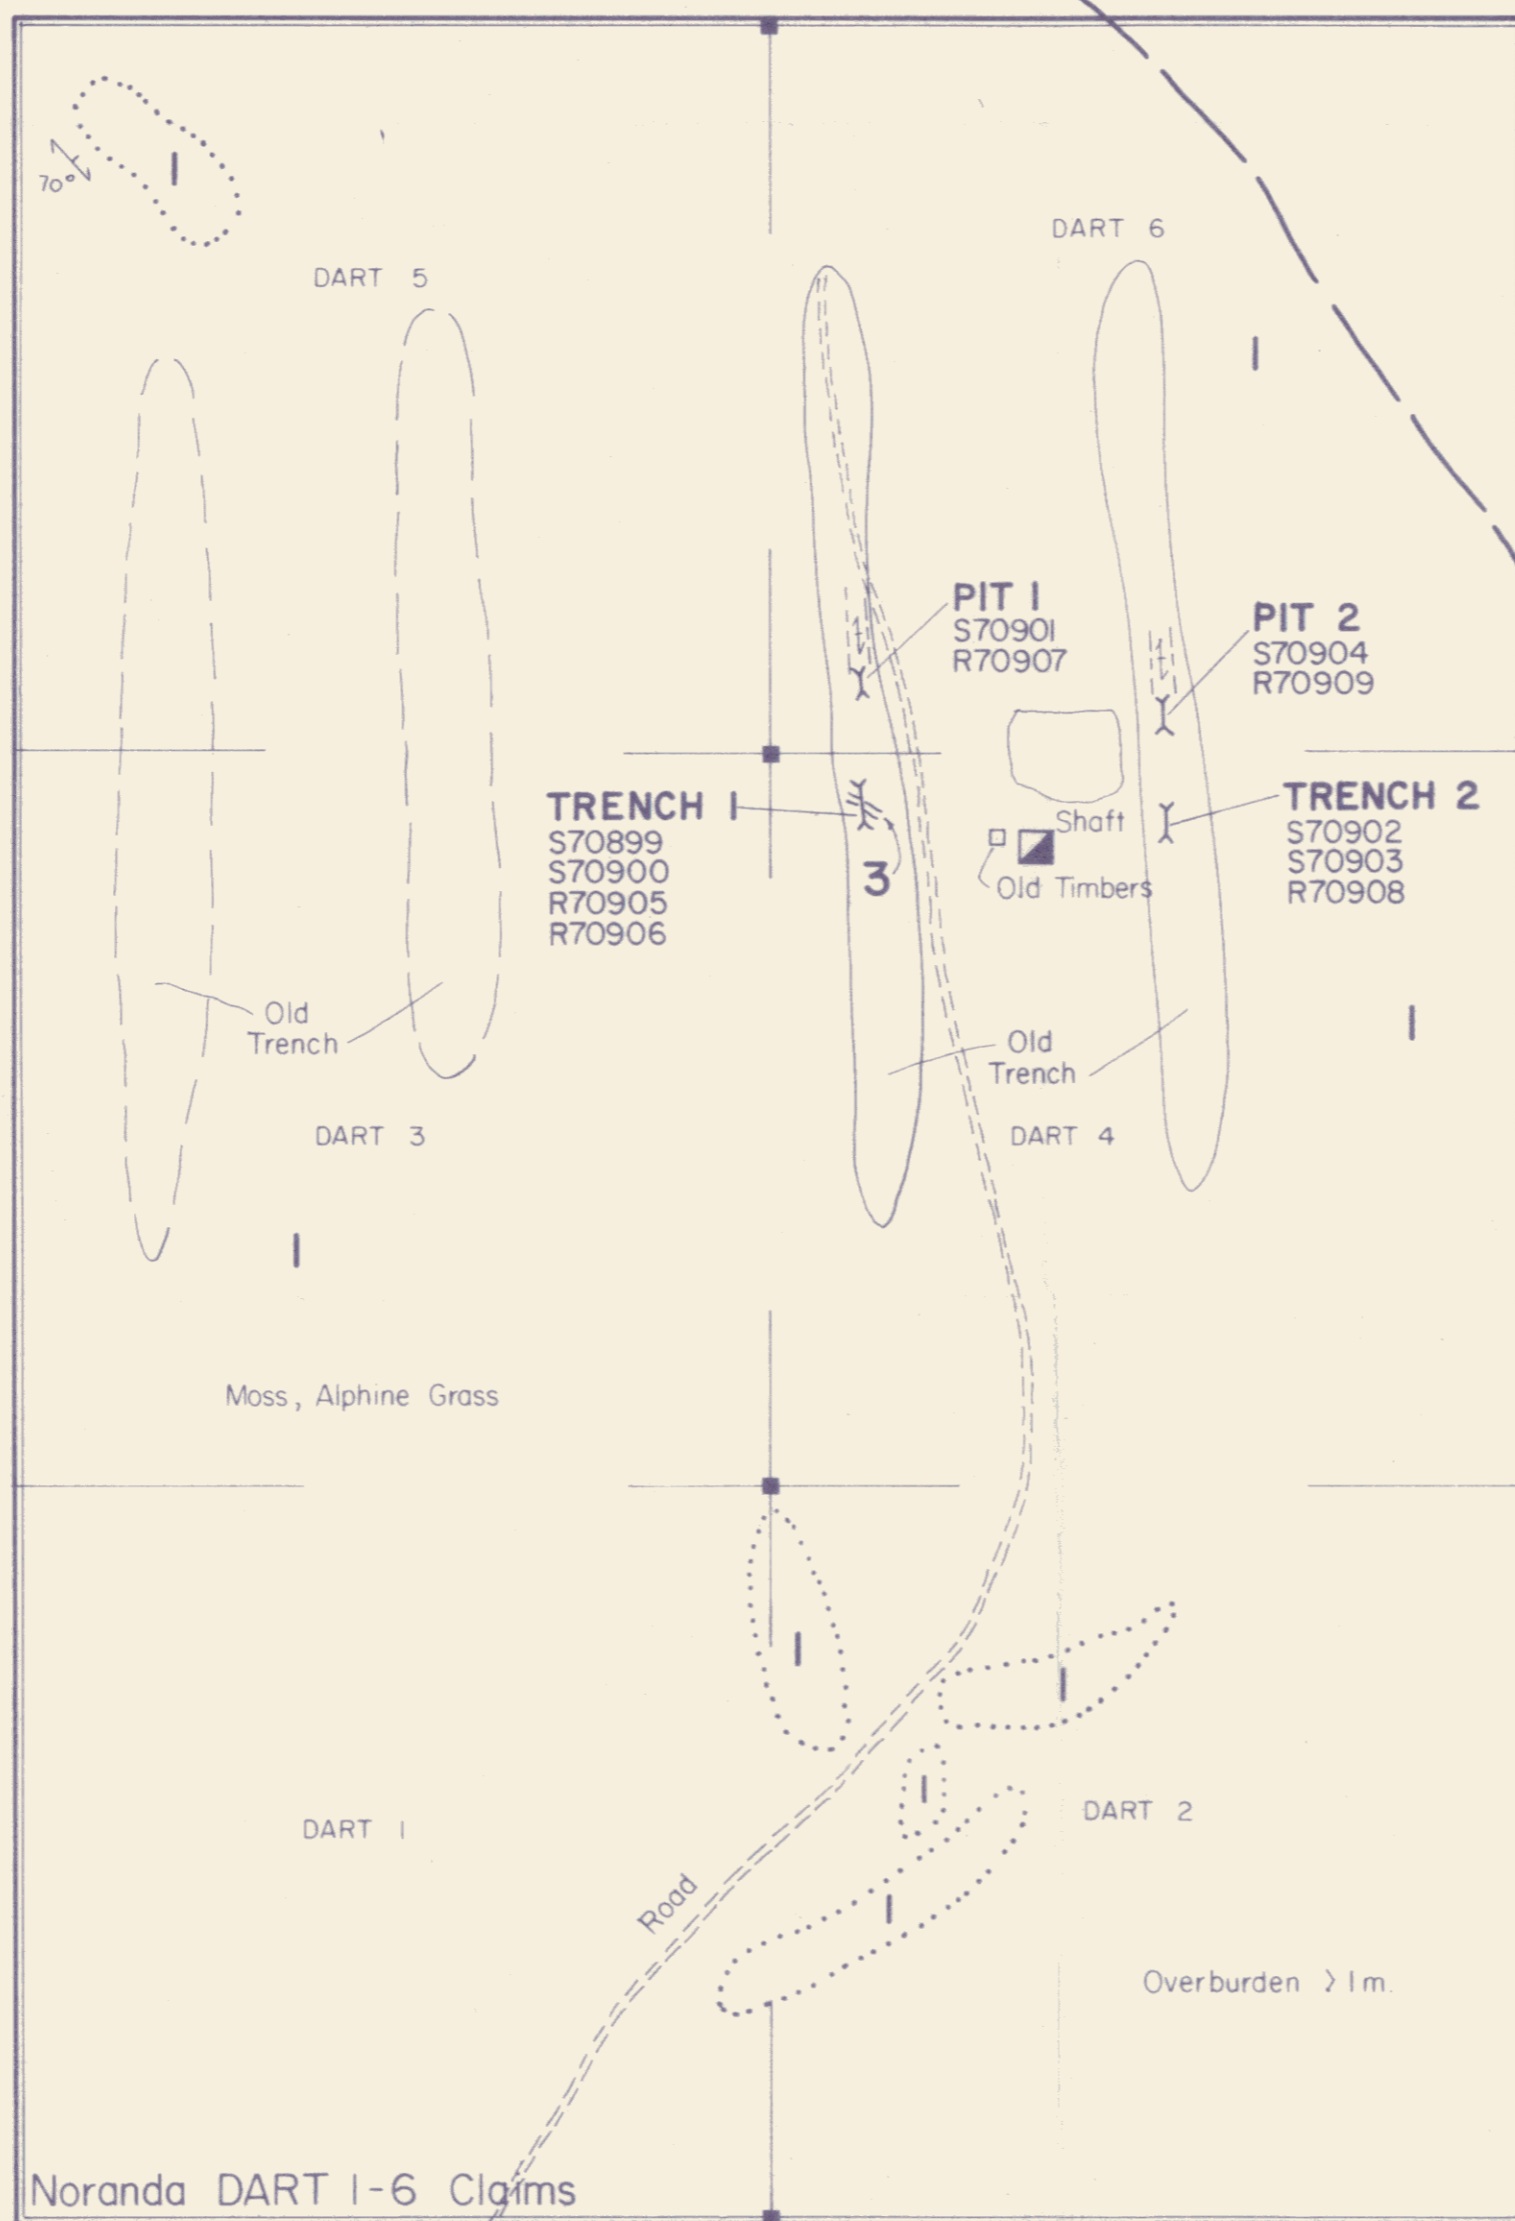 70°
I
DART 5
DART 6
I
PIT 1
S70901
R70907
PIT 2
S70904
R70909
TRENCH 1
S70899
S70900
R70905
R70906
3
Shaft
Old Timbers
TRENCH 2
S70902
S70903
R70908
Old
Trench
Old
Trench
I
DART 3
DART 4
I
Moss, Alphine Grass
I
I
I
I
DART 1
DART 2
Road
Overburden > 1m.
Noranda DART 1-6 Claims